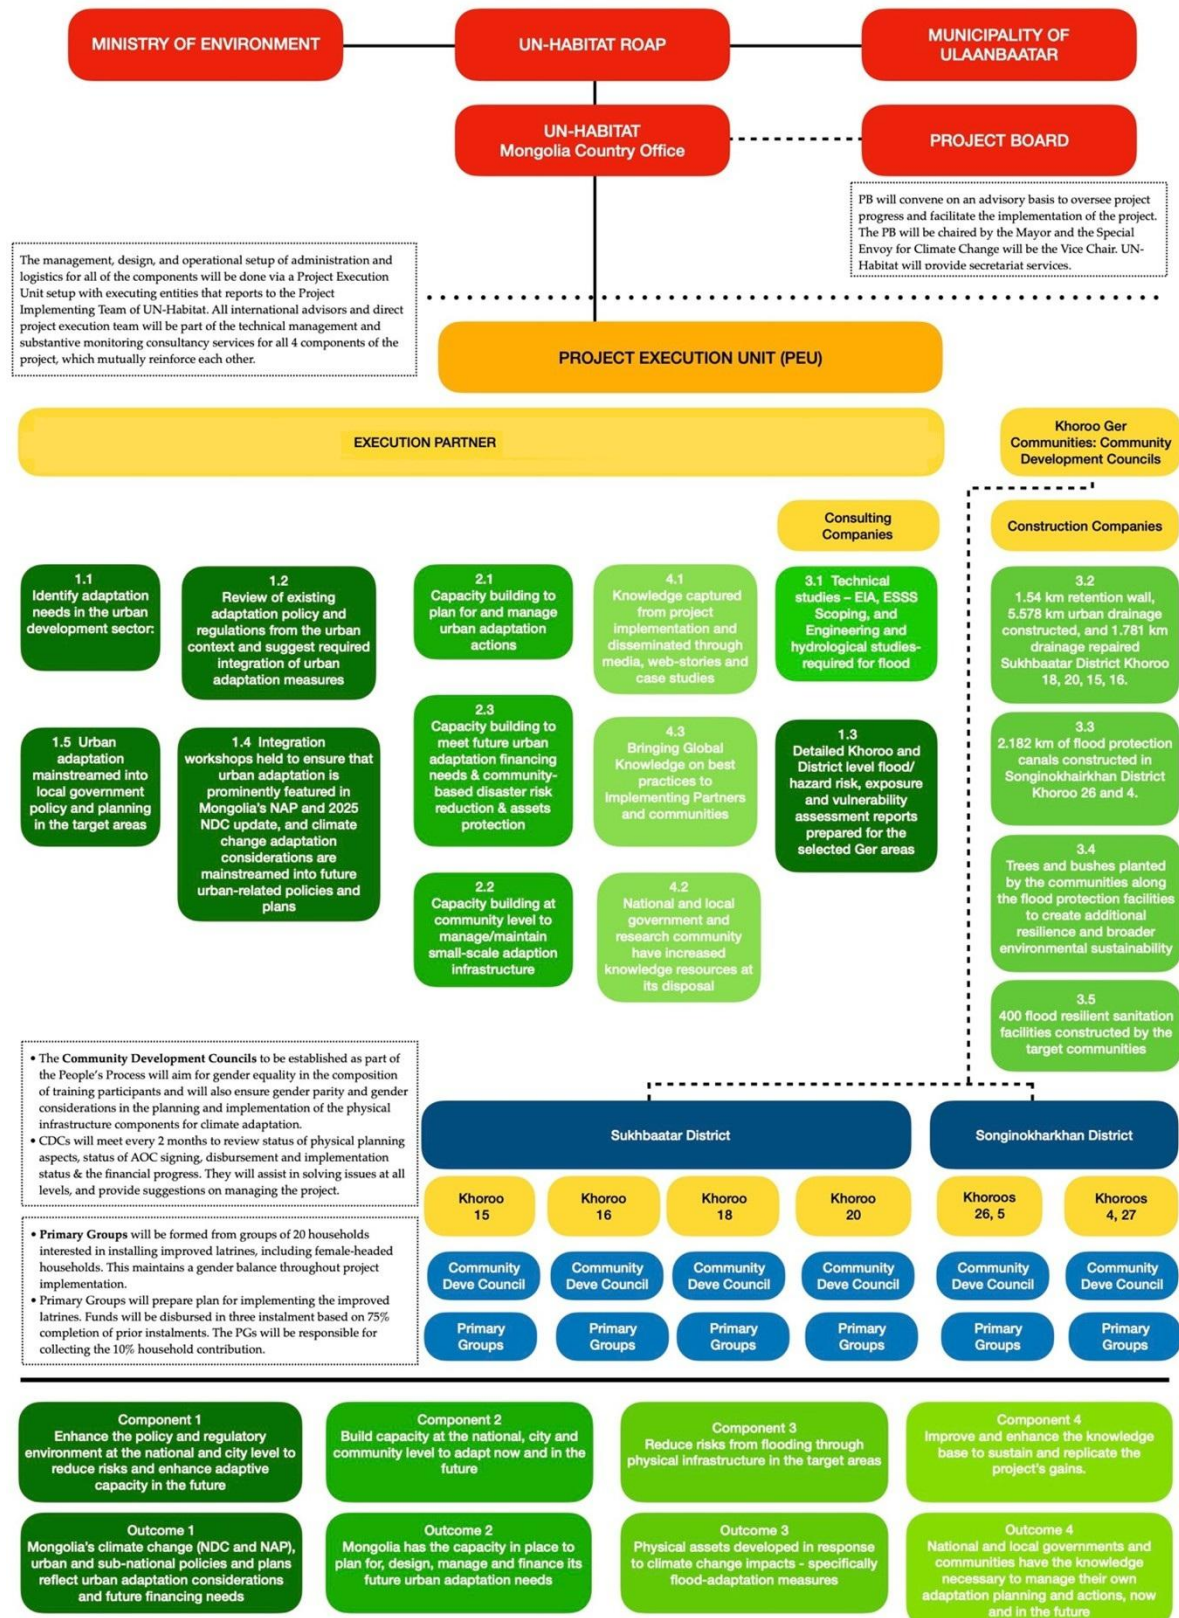 MINISTRY OF ENVIRONMENT
UN-HABITAT ROAP
MUNICIPALITY OF
ULAANBAATAR
UN-HABITAT
Mongolia Country Office
PROJECT BOARD
PB will convene on an advisory basis to oversee project
progress and facilitate the implementation of the project.
The PB will be chaired by the Mayor and the Special
Envoy for Climate Change will be the Vice Chair. UN-
Habitat will provide secretariat services.
The management, design, and operational setup of administration and
logistics for all of the components will be done via a Project Execution
Unit setup with executing entities that reports to the Project
Implementing Team of UN-Habitat. All international advisors and direct
project execution team will be part of the technical management and
substantive monitoring consultancy services for all 4 components of the
project, which mutually reinforce each other.
PROJECT EXECUTION UNIT (PEU)
EXECUTION PARTNER
Khoroo Ger
Communities: Community
Development Councils
Consulting
Companies
Construction Companies
1.1
Identify adaptation
needs in the urban
development sector:
1.2
Review of existing
adaptation policy and
regulations from the urban
context and suggest required
integration of urban
adaptation measures
2.1
Capacity building to
plan for and manage
urban adaptation
actions
4.1
Knowledge captured
from project
implementation and
disseminated through
media, web-stories and
case studies
3.1 Technical
studies – EIA, ESSS
Scoping, and
Engineering and
hydrological studies-
required for flood
3.2
1.54 km retention wall,
5.578 km urban drainage
constructed, and 1.781 km
drainage repaired
Sukhbaatar District Khoroo
18, 20, 15, 16.
1.5 Urban
adaptation
mainstreamed into
local government
policy and planning
in the target areas
1.4 Integration
workshops held to ensure that
urban adaptation is
prominently featured in
Mongolia's NAP and 2025
NDC update, and climate
change adaptation
considerations are
mainstreamed into future
urban-related policies and
plans
2.3
Capacity building to
meet future urban
adaptation financing
needs & community-
based disaster risk
reduction & assets
protection
4.3
Bringing Global
Knowledge on best
practices to
Implementing Partners
and communities
1.3
Detailed Khoroo and
District level flood/
hazard risk, exposure
and vulnerability
assessment reports
prepared for the
selected Ger areas
3.3
2.182 km of flood protection
canals constructed in
Songinokhairkhan District
Khoroo 26 and 4.
3.4
Trees and bushes planted
by the communities along
the flood protection facilities
to create additional
resilience and broader
environmental sustainability
2.2
Capacity building at
community level to
manage/maintain
small-scale adaption
infrastructure
4.2
National and local
government and
research community
have increased
knowledge resources at
its disposal
3.5
400 flood resilient sanitation
facilities constructed by the
target communities
• The Community Development Councils to be established as part of
the People's Process will aim for gender equality in the composition
of training participants and will also ensure gender parity and gender
considerations in the planning and implementation of the physical
infrastructure components for climate adaptation.
• CDCs will meet every 2 months to review status of physical planning
aspects, status of AOC signing, disbursement and implementation
status & the financial progress. They will assist in solving issues at all
levels, and provide suggestions on managing the project.
• Primary Groups will be formed from groups of 20 households
interested in installing improved latrines, including female-headed
households. This maintains a gender balance throughout project
implementation.
• Primary Groups will prepare plan for implementing the improved
latrines. Funds will be disbursed in three instalment based on 75%
completion of prior instalments. The PGs will be responsible for
collecting the 10% household contribution.
Sukhbaatar District
Songinokharkhan District
Khoroo
15
Khoroo
16
Khoroo
18
Khoroo
20
Khoroos
26, 5
Khoroos
4, 27
Community
Deve Council
Community
Deve Council
Community
Deve Council
Community
Deve Council
Community
Deve Council
Community
Deve Council
Primary
Groups
Primary
Groups
Primary
Groups
Primary
Groups
Primary
Groups
Primary
Groups
Component 1
Enhance the policy and regulatory
environment at the national and city level to
reduce risks and enhance adaptive
capacity in the future
Component 2
Build capacity at the national, city and
community level to adapt now and in the
future
Component 3
Reduce risks from flooding through
physical infrastructure in the target areas
Component 4
Improve and enhance the knowledge
base to sustain and replicate the
project's gains.
Outcome 1
Mongolia's climate change (NDC and NAP),
urban and sub-national policies and plans
reflect urban adaptation considerations
and future financing needs
Outcome 2
Mongolia has the capacity in place to
plan for, design, manage and finance its
future urban adaptation needs
Outcome 3
Physical assets developed in response
to climate change impacts - specifically
flood-adaptation measures
Outcome 4
National and local governments and
communities have the knowledge
necessary to manage their own
adaptation planning and actions, now
and in the future